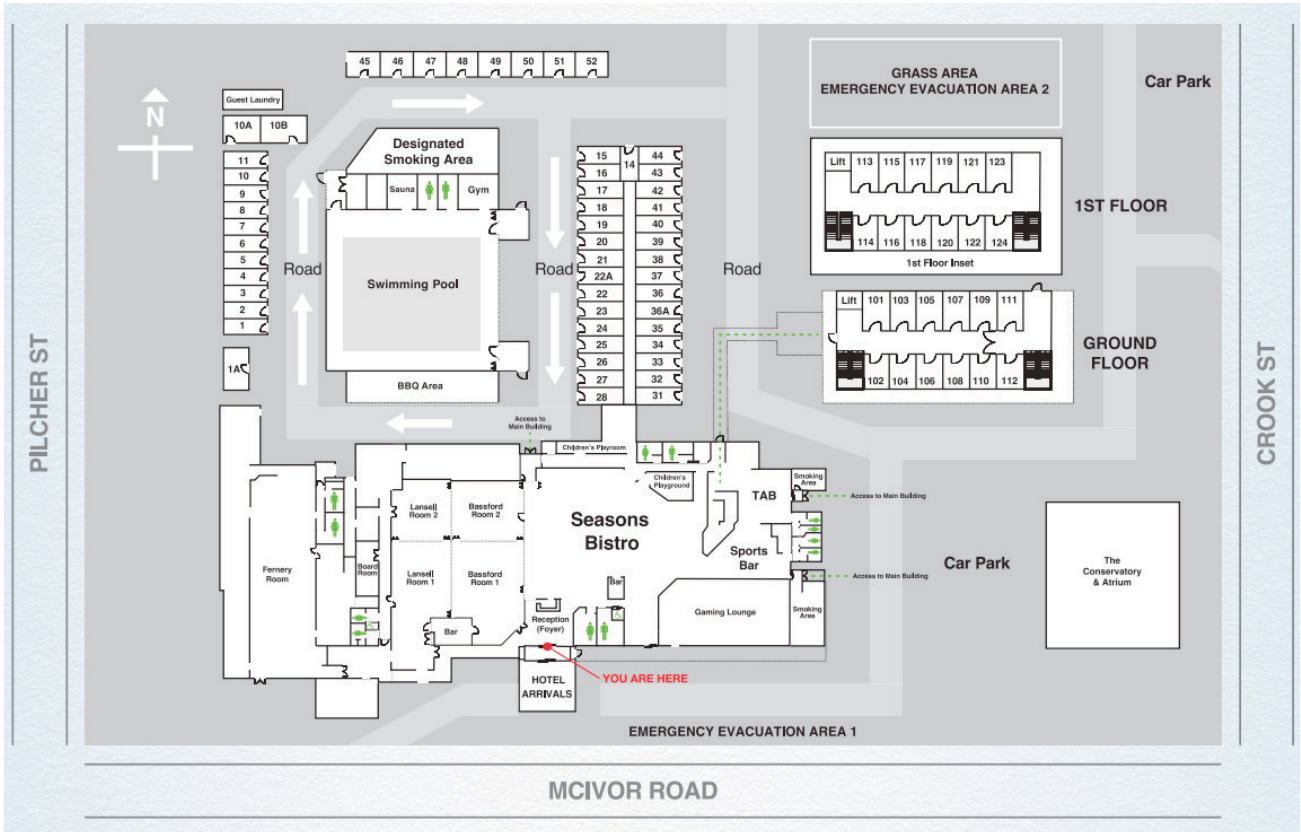 45 46 47 48 49 50 51 52
GRASS AREA
EMERGENCY EVACUATION AREA 2
Car Park
Guest Laundry
N
10A 10B
Designated
Smoking Area
Sauna
Gym
11
10
9
8
7
6
5
4
3
2
1
1A
Road
Swimming Pool
BBQ Area
Road
15 14 44
16 43
17 42
18 41
19 40
20 39
21 38
22A 37
22 36
23 36A
24 35
25 34
26 33
27 32
28 31
Road
Lift 113 115 117 119 121 123
1ST FLOOR
114 116 118 120 122 124
1st Floor Inset
Lift 101 103 105 107 109 111
GROUND
FLOOR
102 104 106 108 110 112
PILCHER ST
CROOK ST
Access to
Main Building
Children's Playroom
Children's
Playground
TAB
Smoking
Area
Access to Main Building
Lansell
Room 2
Bassford
Room 2
Seasons
Bistro
Sports
Bar
Fernery
Room
Board
Room
Lansell
Room 1
Bassford
Room 1
Bar
Access to Main Building
Car Park
The
Conservatory
& Atrium
Gaming Lounge
Smoking
Area
Reception
(Foyer)
Bar
YOU ARE HERE
HOTEL
ARRIVALS
EMERGENCY EVACUATION AREA 1
MCIVOR ROAD